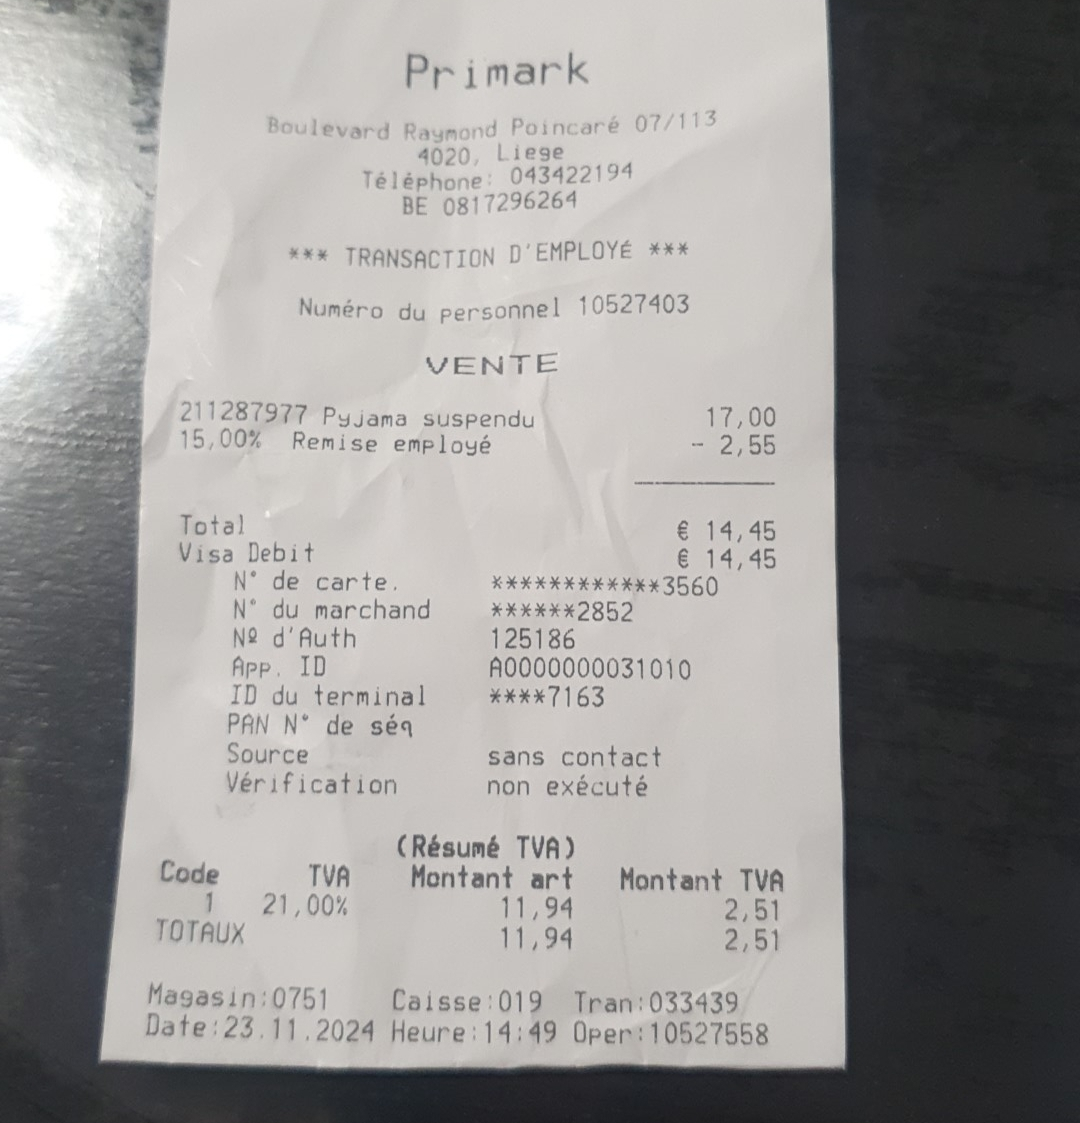 Primark
Boulevard Raymond Poincaré 07/113
4020, Liege
Téléphone: 043422194
BE 0817296264
*** TRANSACTION D'EMPLOYÉ ***
Numéro du personnel 10527403
VENTE
211287977 Pyjama suspendu 17,00
15,00% Remise employé - 2,55
Total € 14,45
Visa Debit € 14,45
N° de carte. ************3560
N° du marchand ******2852
Nº d'Auth 125186
App. ID A0000000031010
ID du terminal ****7163
PAN N° de séq
Source sans contact
Vérification non exécuté
(Résumé TVA)
Code TVA Montant art Montant TVA
1 21,00% 11,94 2,51
TOTAUX 11,94 2,51
Magasin:0751 Caisse:019 Tran:033439
Date:23.11.2024 Heure:14:49 Oper:10527558